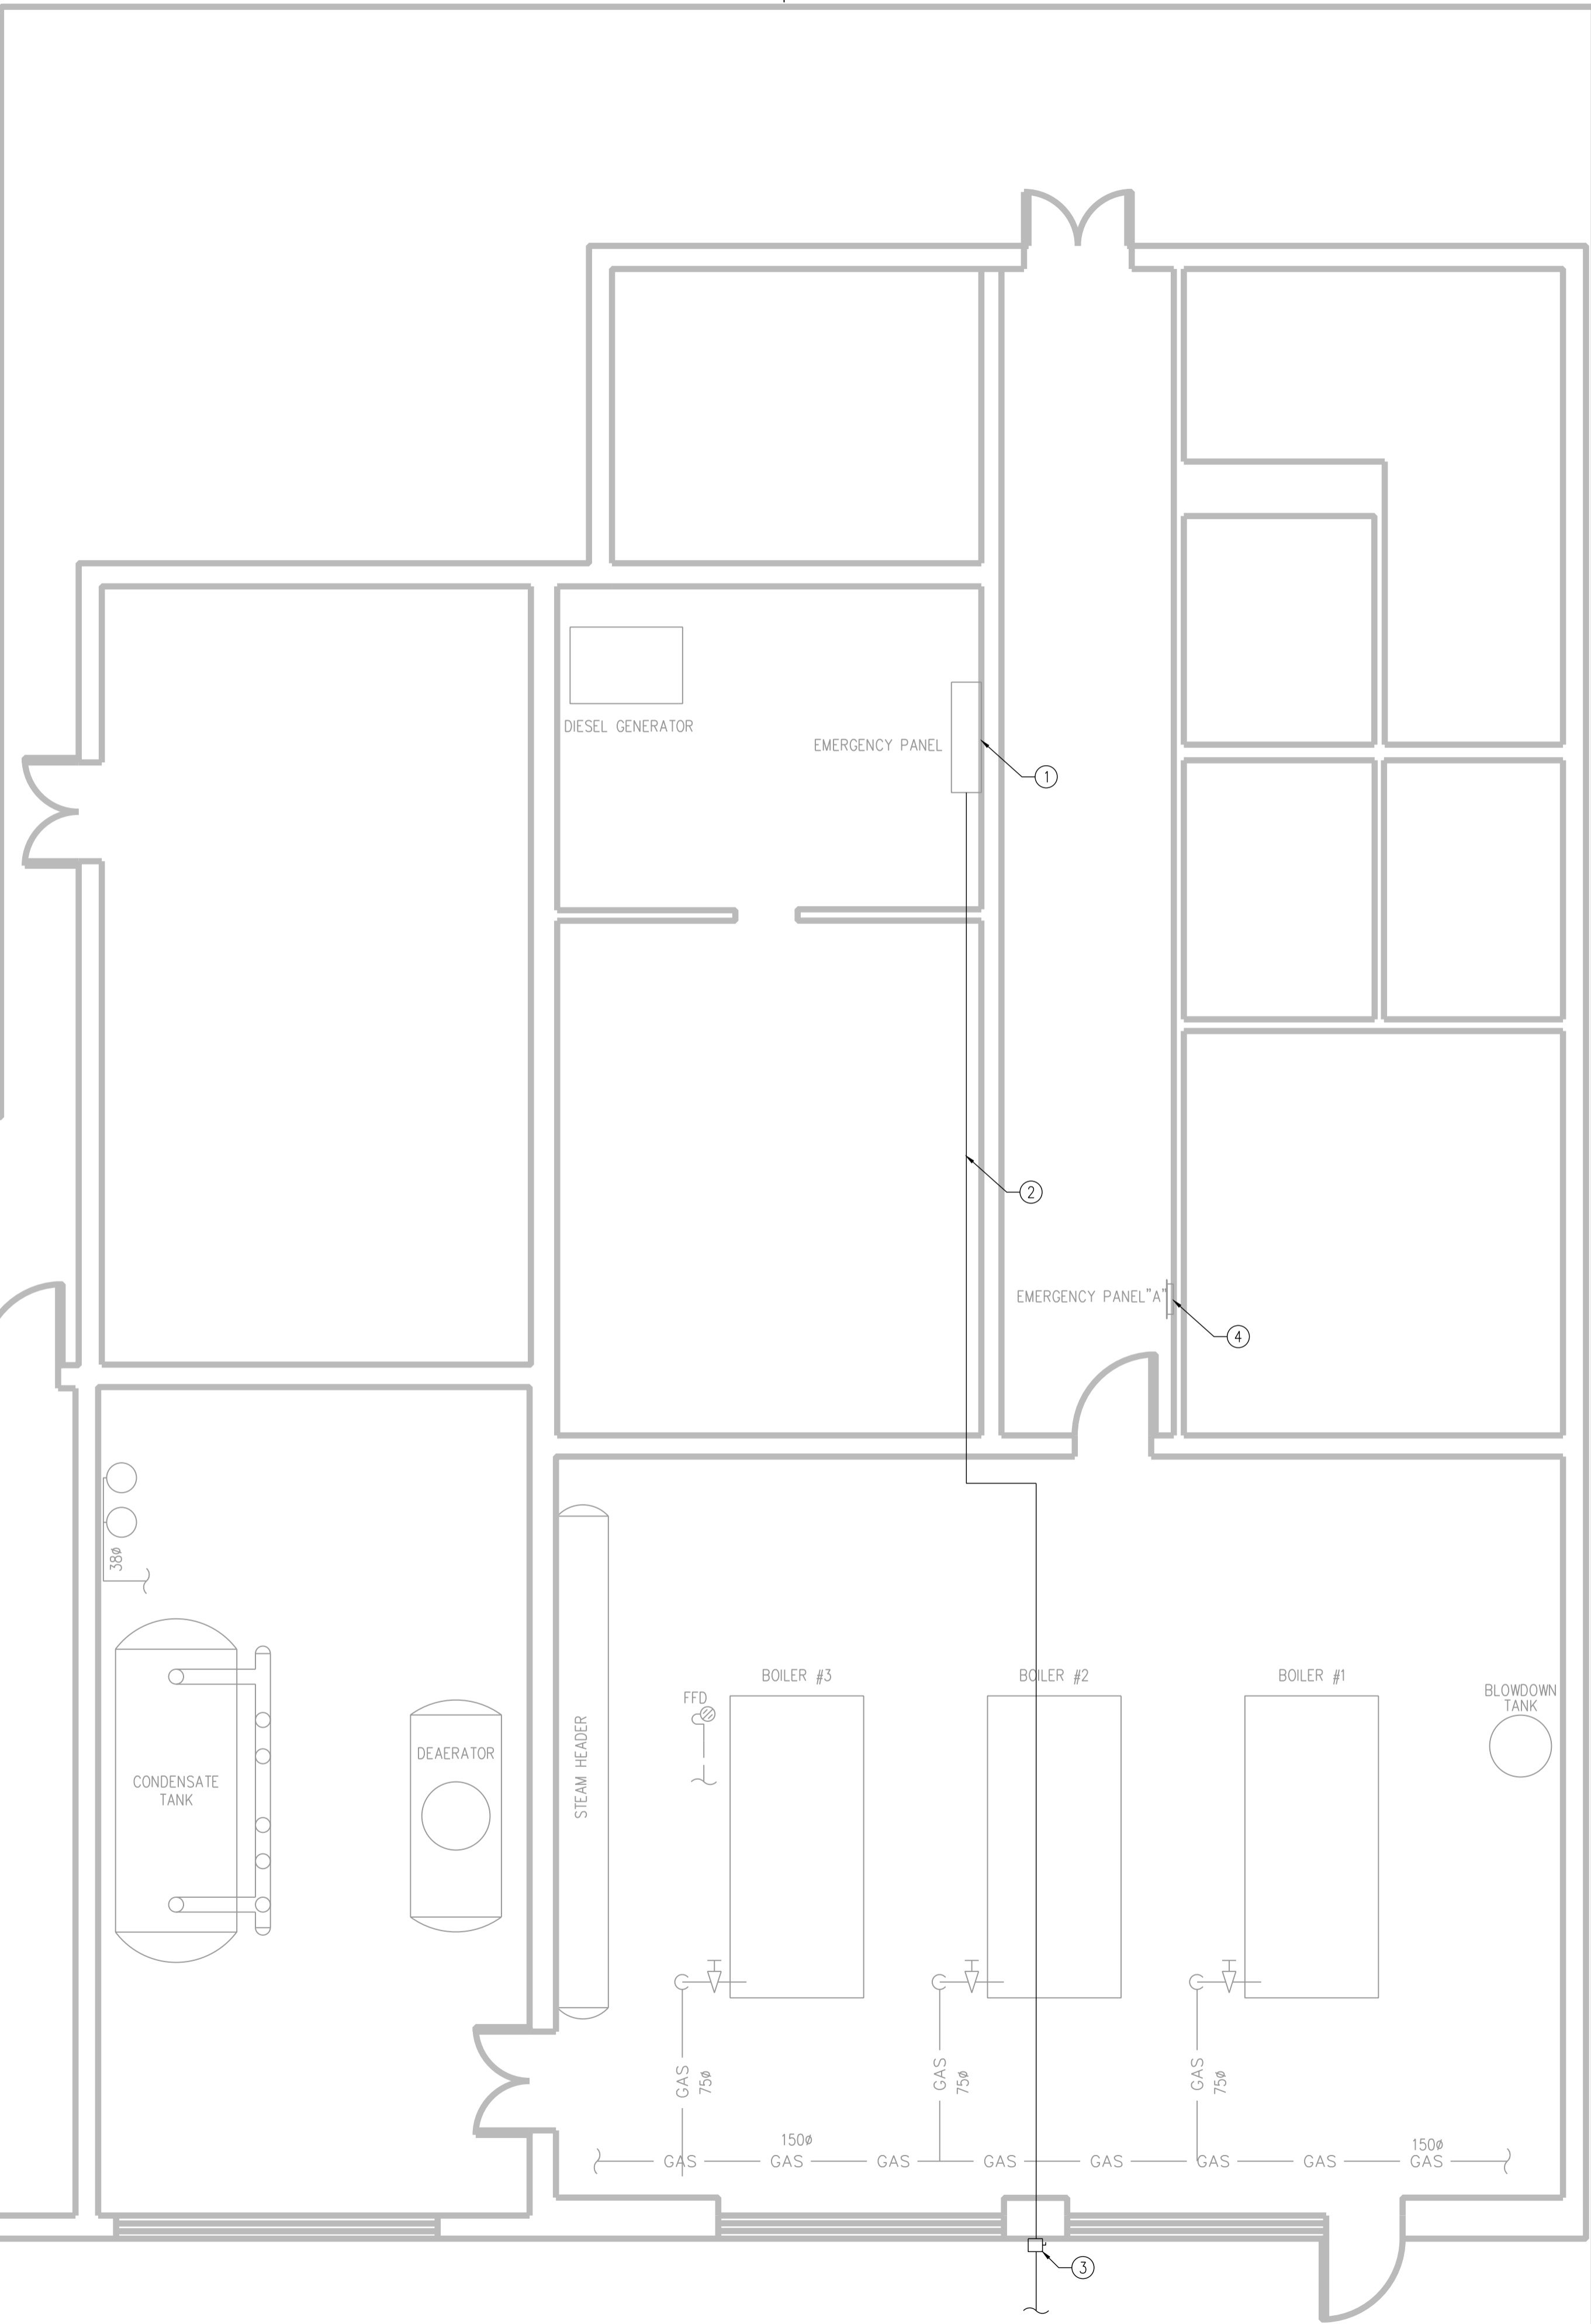 DIESEL GENERATOR
EMERGENCY PANEL
1
2
EMERGENCY PANEL"A"
4
38ø
BOILER #3
BOILER #2
BOILER #1
FFD
BLOWDOWN
TANK
STEAM HEADER
DEAERATOR
CONDENSATE
TANK
GAS
75ø
GAS
75ø
GAS
75ø
150ø
150ø
GAS GAS GAS GAS GAS GAS GAS GAS
3